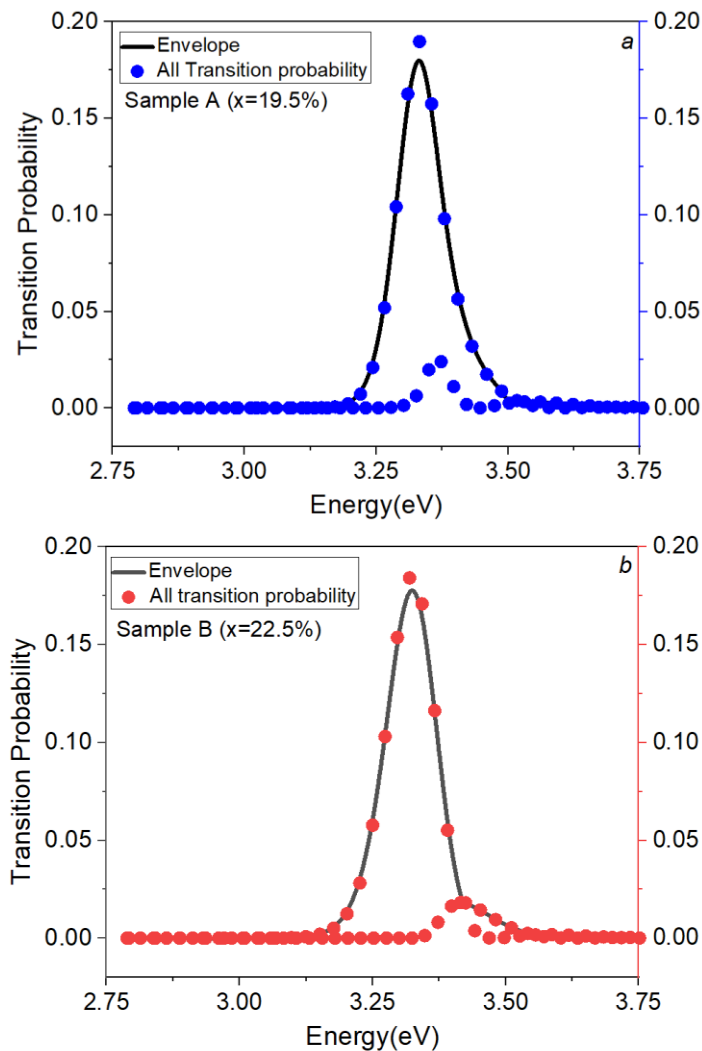 a
Envelope
All Transition probability
Sample A (x=19.5%)
0.20 0.20
0.15 0.15
0.10 0.10
0.05 0.05
0.00 0.00
Transition Probability
2.75 3.00 3.25 3.50 3.75
Energy(eV)
b
Envelope
All transition probability
Sample B (x=22.5%)
0.20 0.20
0.15 0.15
0.10 0.10
0.05 0.05
0.00 0.00
Transition Probability
2.75 3.00 3.25 3.50 3.75
Energy(eV)